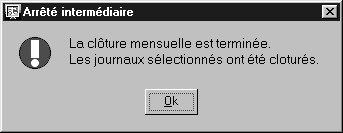 Arrêté intermédiaire
La clôture mensuelle est terminée.
Les journaux sélectionnés ont été cloturés.
Ok